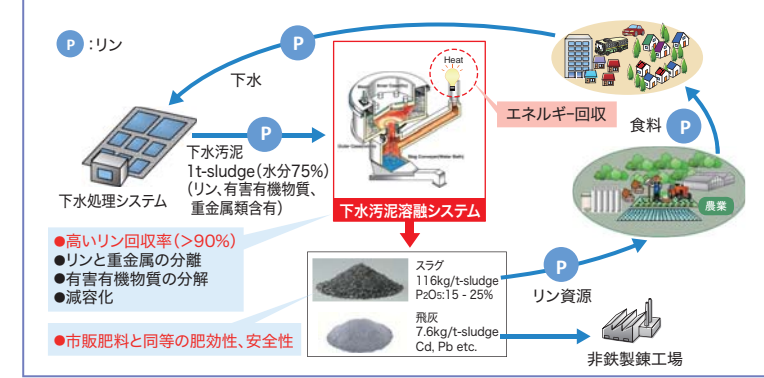 P :リン
P
下水
P
下水汚泥
1t-sludge(水分75%)
(リン、有害有機物質、
重金属類含有)
下水処理システム
Heat
エネルギー回収
食料 P
農業
下水汚泥溶融システム
●高いリン回収率(>90%)
●リンと重金属の分離
●有害有機物質の分解
●減容化
●市販肥料と同等の肥効性、安全性
スラグ
116kg/t-sludge
P2O5:15 - 25%
飛灰
7.6kg/t-sludge
Cd, Pb etc.
P
リン資源
非鉄製錬工場